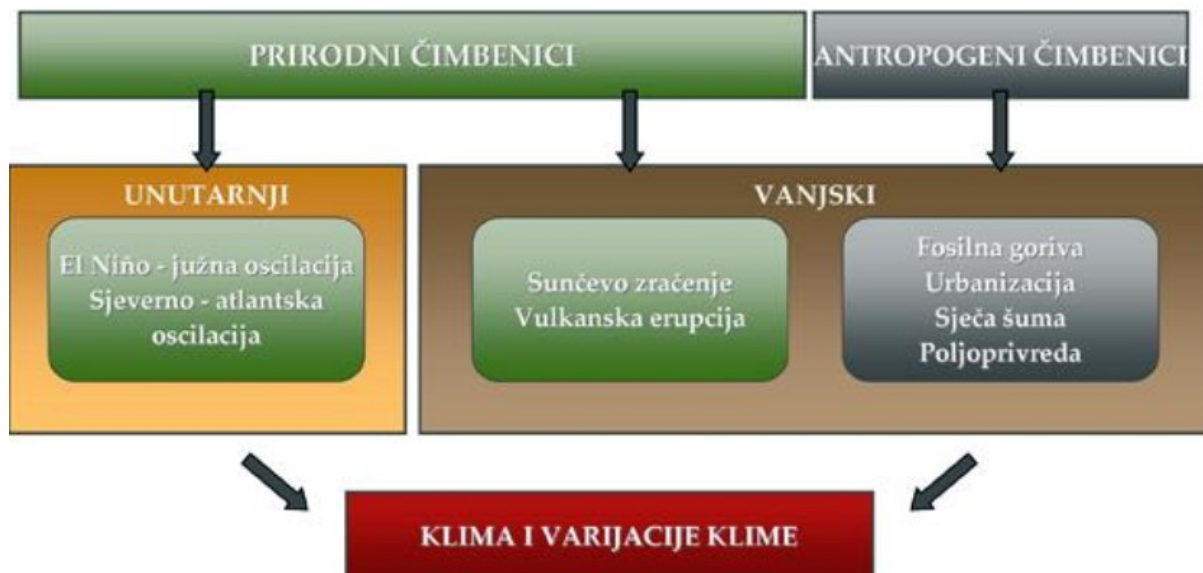 PRIRODNI ČIMBENICI
ANTROPOGENI ČIMBENICI
UNUTARNJI
El Niño - južna oscilacija
Sjeverno - atlantska
oscilacija
VANJSKI
Sunčevo zračenje
Vulkanska erupcija
Fosilna goriva
Urbanizacija
Sječa šuma
Poljoprivreda
KLIMA I VARIJACIJE KLIME